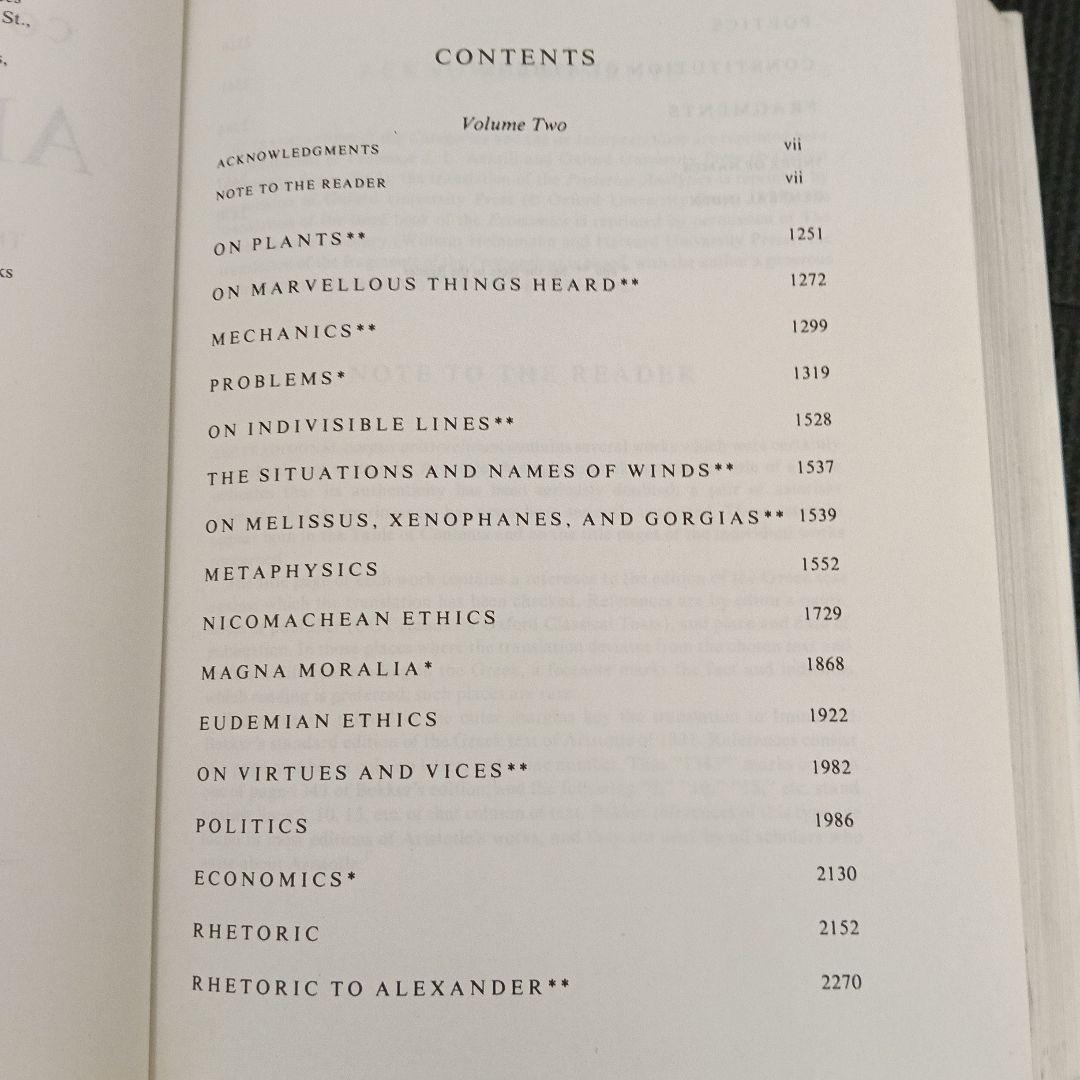 St.,
CONTENTS
Volume Two
ACKNOWLEDGMENTS vii
NOTE TO THE READER vii
ON PLANTS** 1251
ON MARVELLOUS THINGS HEARD** 1272
MECHANICS** 1299
PROBLEMS* 1319
ON INDIVISIBLE LINES** 1528
THE SITUATIONS AND NAMES OF WINDS** 1537
ON MELISSUS, XENOPHANES, AND GORGIAS** 1539
METAPHYSICS 1552
NICOMACHEAN ETHICS 1729
MAGNA MORALIA* 1868
EUDEMIAN ETHICS 1922
ON VIRTUES AND VICES** 1982
POLITICS 1986
ECONOMICS* 2130
RHETORIC 2152
RHETORIC TO ALEXANDER** 2270